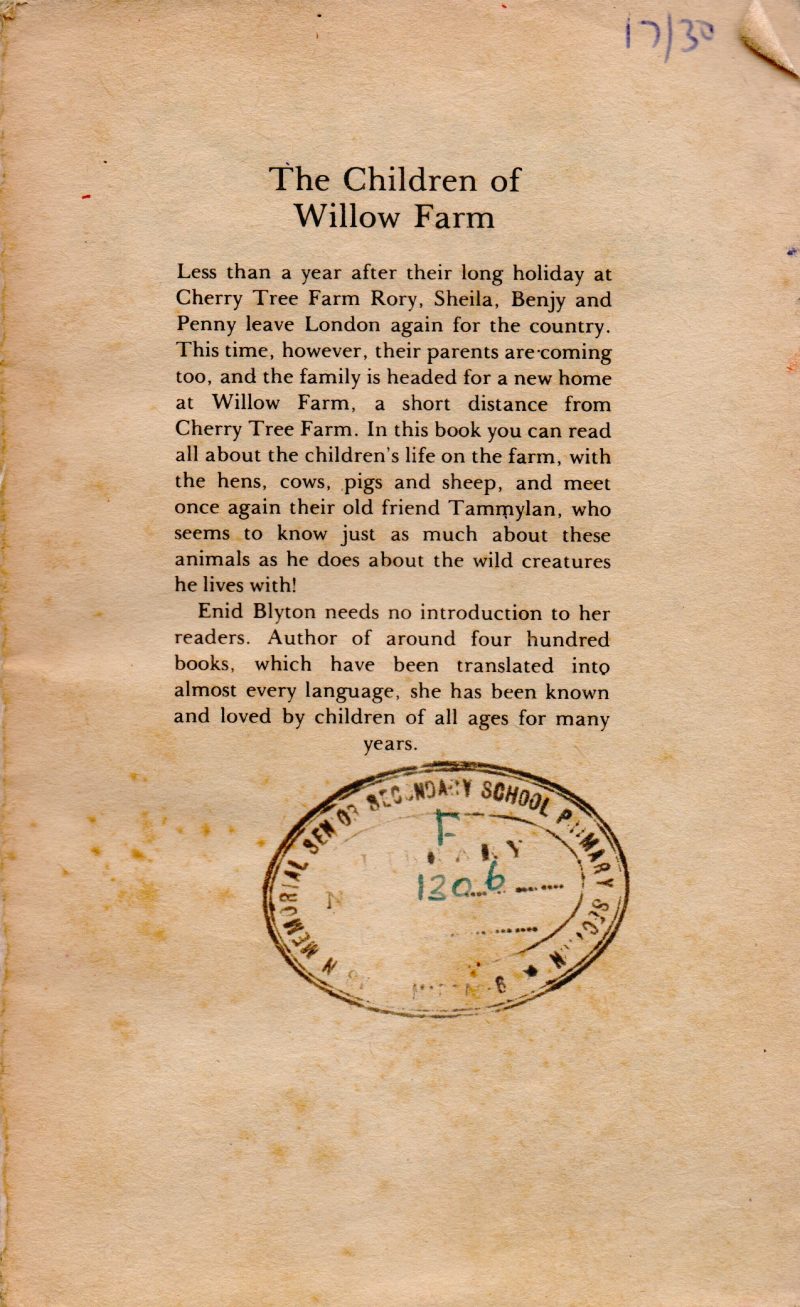 17/30
The Children of
Willow Farm
Less than a year after their long holiday at
Cherry Tree Farm Rory, Sheila, Benjy and
Penny leave London again for the country.
This time, however, their parents are coming
too, and the family is headed for a new home
at Willow Farm, a short distance from
Cherry Tree Farm. In this book you can read
all about the children's life on the farm, with
the hens, cows, pigs and sheep, and meet
once again their old friend Tammylan, who
seems to know just as much about these
animals as he does about the wild creatures
he lives with!
Enid Blyton needs no introduction to her
readers. Author of around four hundred
books, which have been translated into
almost every language, she has been known
and loved by children of all ages for many
years.
MEMORIAL SENIOR SECONDARY SCHOOL PRIMARY
F
1206